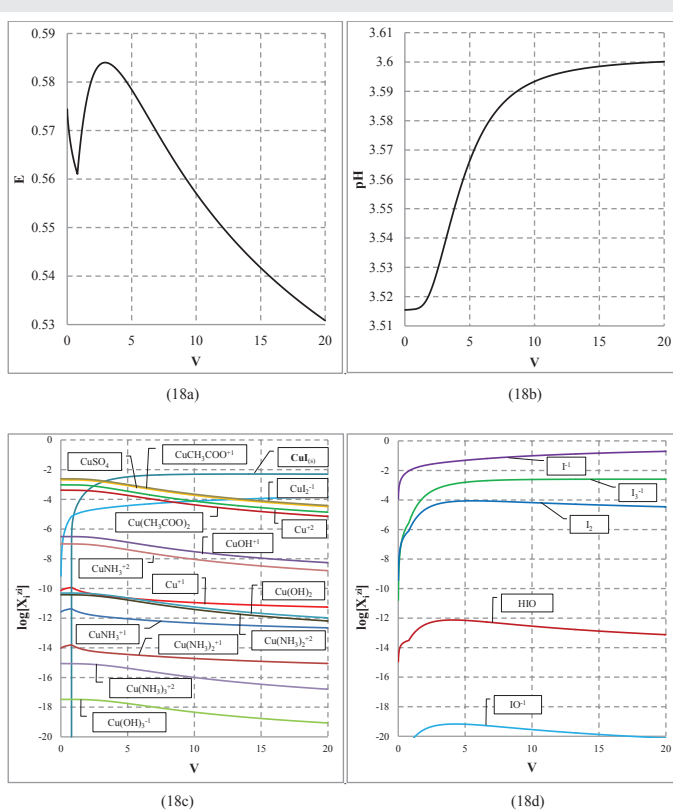 0.59
0.58
0.57
0.56
0.55
0.54
0.53
E
0 5 10 15 20
V
(18a)
3.61
3.60
3.59
3.58
3.57
3.56
3.55
3.54
3.53
3.52
3.51
pH
0 5 10 15 20
V
(18b)
0
-2
-4
-6
-8
-10
-12
-14
-16
-18
-20
log[Xᵢᶻⁱ]
CuSO₄
CuCH₃COO⁺¹
CuI₍ₛ₎
CuI₂⁻¹
Cu(CH₃COO)₂
Cu⁺²
CuOH⁺¹
CuNH₃⁺²
Cu⁺¹
Cu(OH)₂
CuNH₃⁺¹
Cu(NH₃)₂⁺¹
Cu(NH₃)₂⁺²
Cu(NH₃)₃⁺²
Cu(OH)₃⁻¹
0 5 10 15 20
V
(18c)
0
-2
-4
-6
-8
-10
-12
-14
-16
-18
-20
log[Xᵢᶻⁱ]
I⁻¹
I₃⁻¹
I₂
HIO
IO⁻¹
0 5 10 15 20
V
(18d)